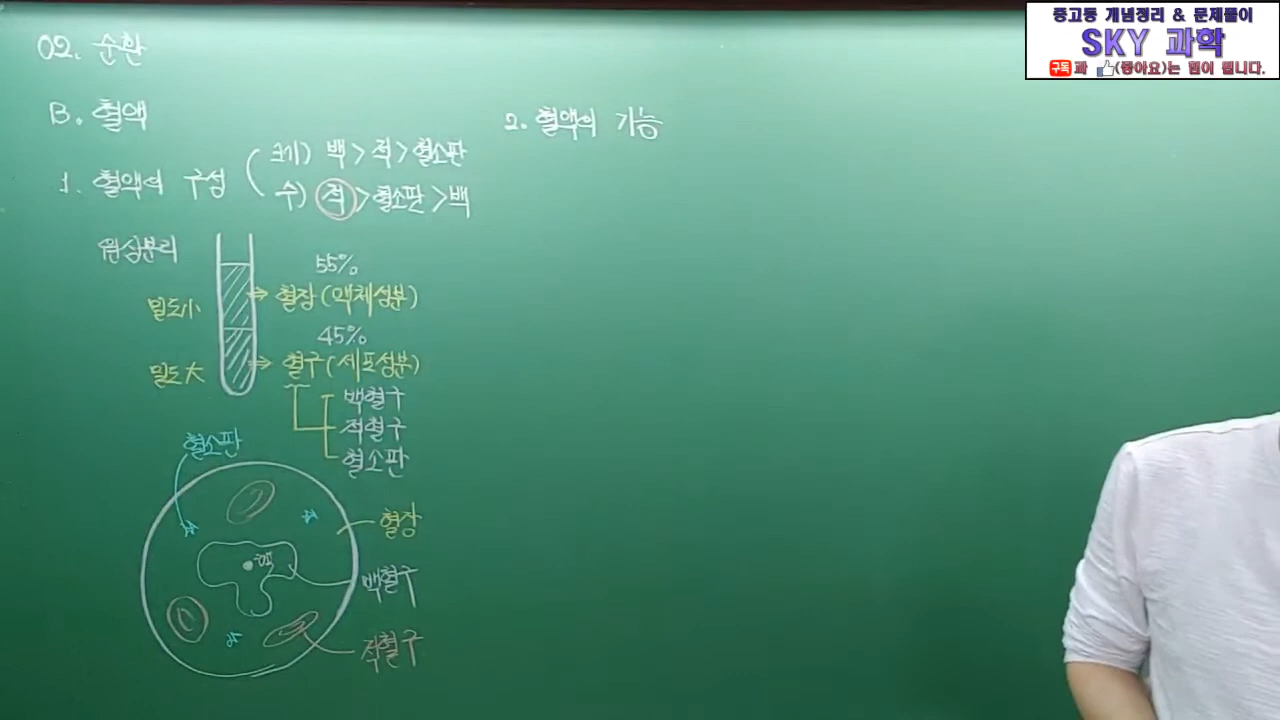 중고등 개념정리 & 문제풀이
SKY 과학
구독과 (좋아요)는 힘이 됩니다.
02. 순환
B. 혈액
1. 혈액의 구성
크기) 백 > 적 > 혈소판
수) 적 > 혈소판 > 백
원심분리
밀도小
밀도大
55%
⇒ 혈장 (액체성분)
45%
⇒ 혈구 (세포성분)
백혈구
적혈구
혈소판
혈소판
핵
혈장
백혈구
적혈구
2. 혈액의 기능